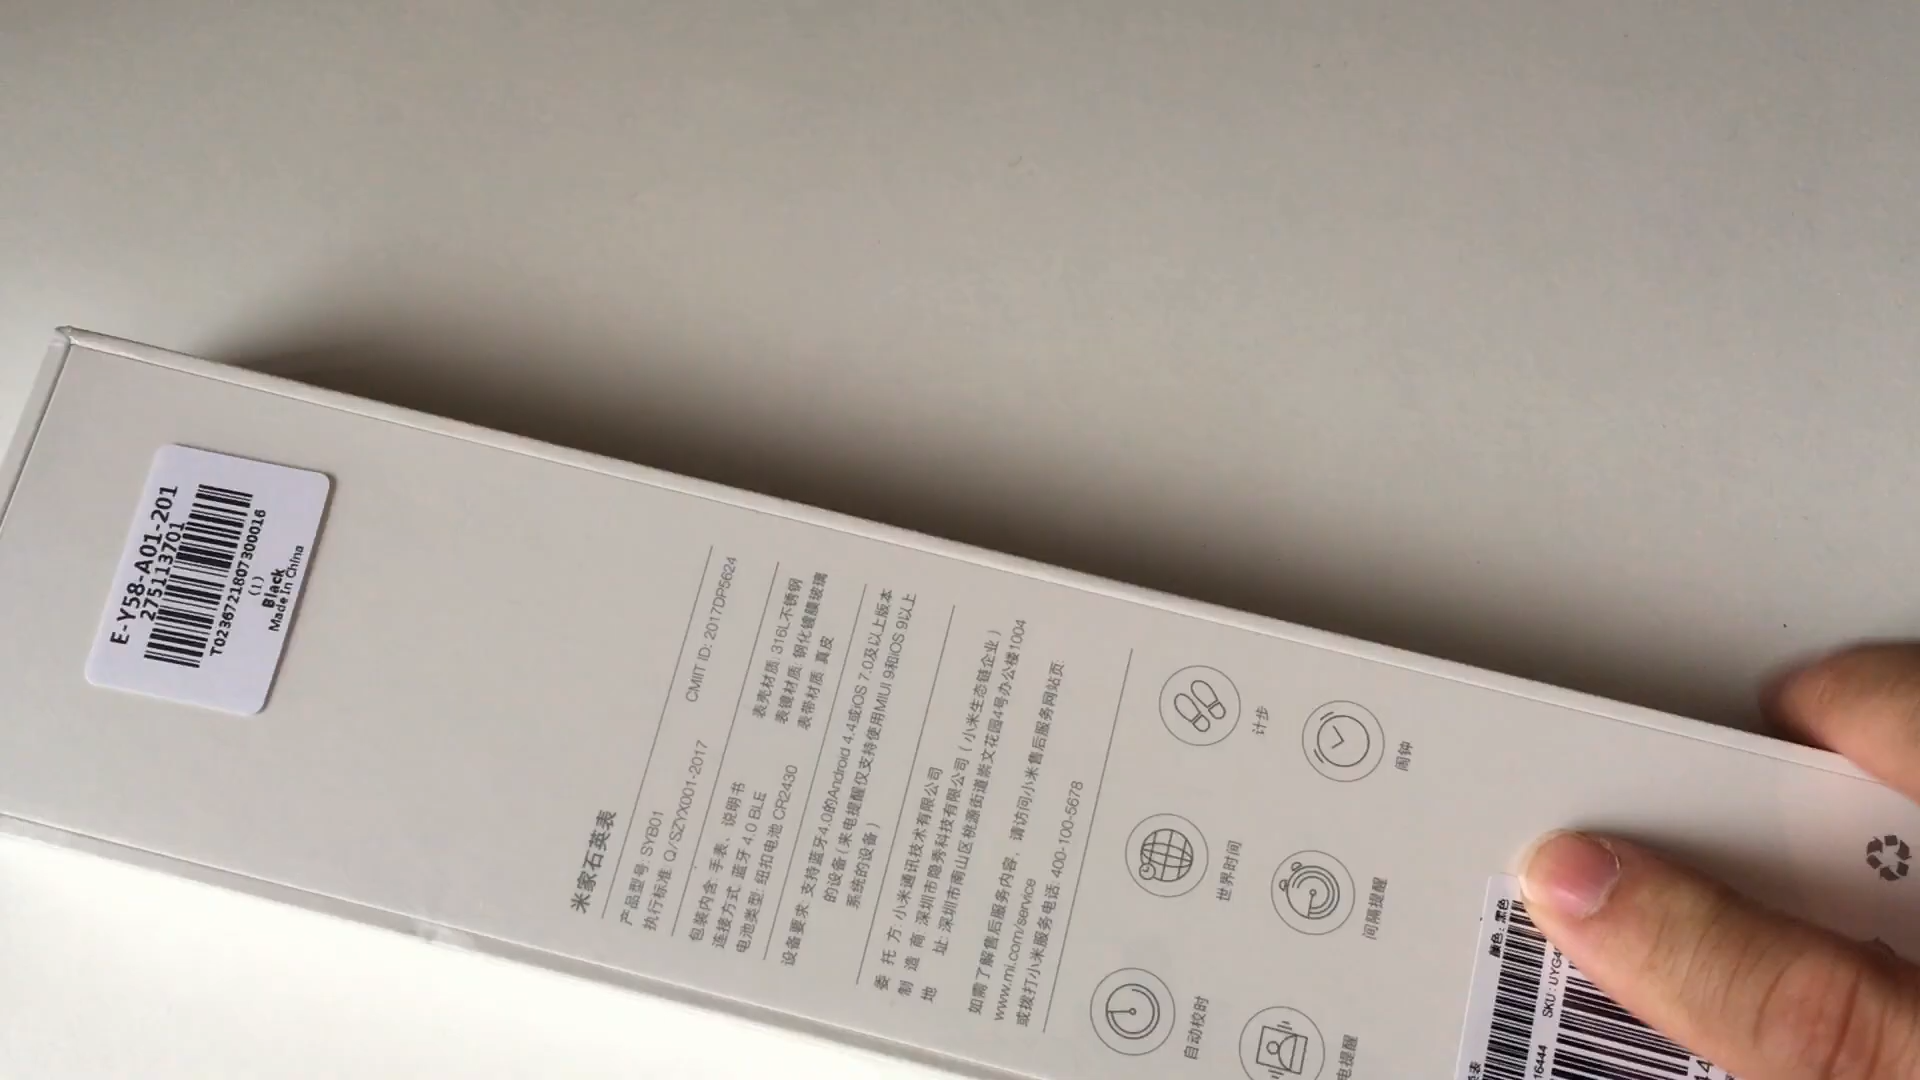 E-Y58-A01-201
275113701
T02367218073000​16
(1)
Black
Made In China
米家石英表
产品型号: SYB01 CMIIT ID: 2017DP5624
执行标准: Q/SZYX001-2017
包装内含: 手表、说明书 表壳材质: 316L不锈钢
连接方式: 蓝牙 4.0 BLE 表镜材质: 钢化镀膜玻璃
电池类型: 纽扣电池 CR2430 表带材质: 真皮
设备要求: 支持蓝牙4.0的Android 4.4或iOS 7.0及以上版本
的设备(来电提醒仅支持使用MIUI 9和iOS 9以上
系统的设备)
委 托 方: 小米通讯技术有限公司
制 造 商: 深圳市隐秀科技有限公司(小米生态链企业)
地 址: 深圳市南山区桃源街道崇文花园4号办公楼1004
如需了解售后服务内容, 请访问小米售后服务网站页:
www.mi.com/service
或拨打小米服务电话: 400-100-5678
计步
闹钟
世界时间
间隔提醒
自动校时
电提醒
颜色: 黑色
SKU: UYG4
16444
14